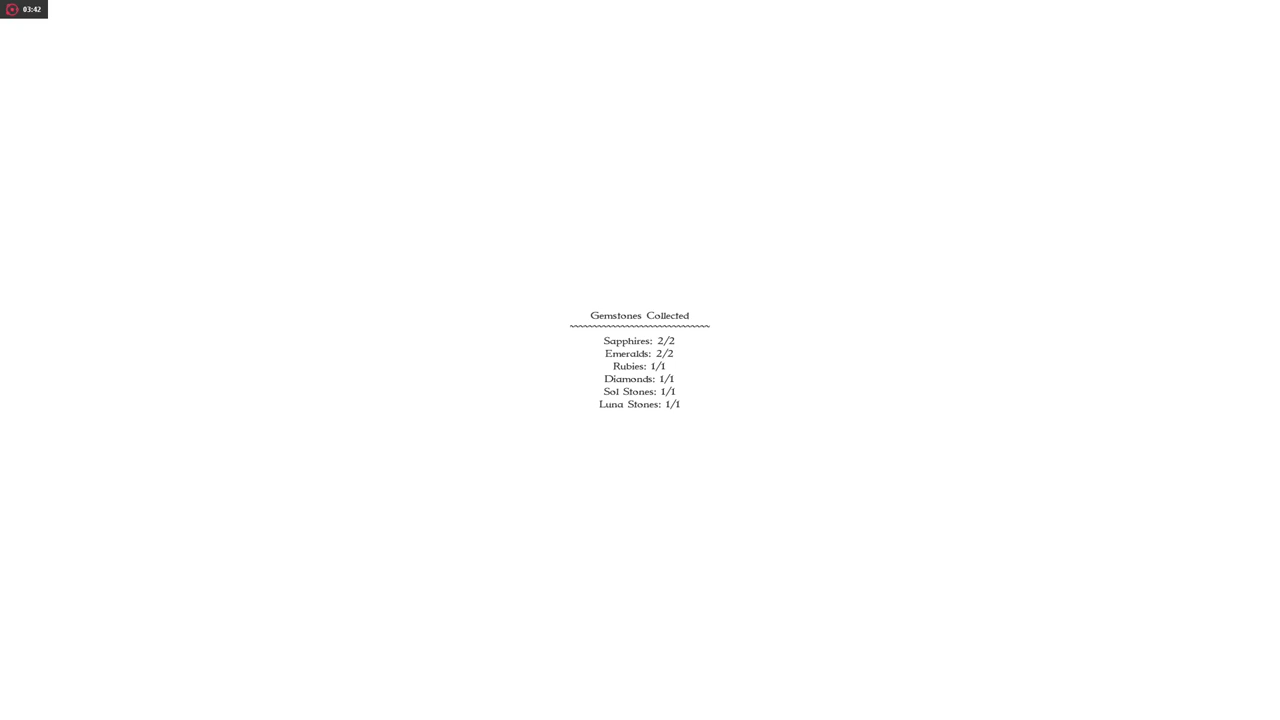 03:42
Gemstones Collected
~~~~~~~~~~~~~~~~~~~~~~~~~~~~~~
Sapphires: 2/2
Emeralds: 2/2
Rubies: 1/1
Diamonds: 1/1
Sol Stones: 1/1
Luna Stones: 1/1